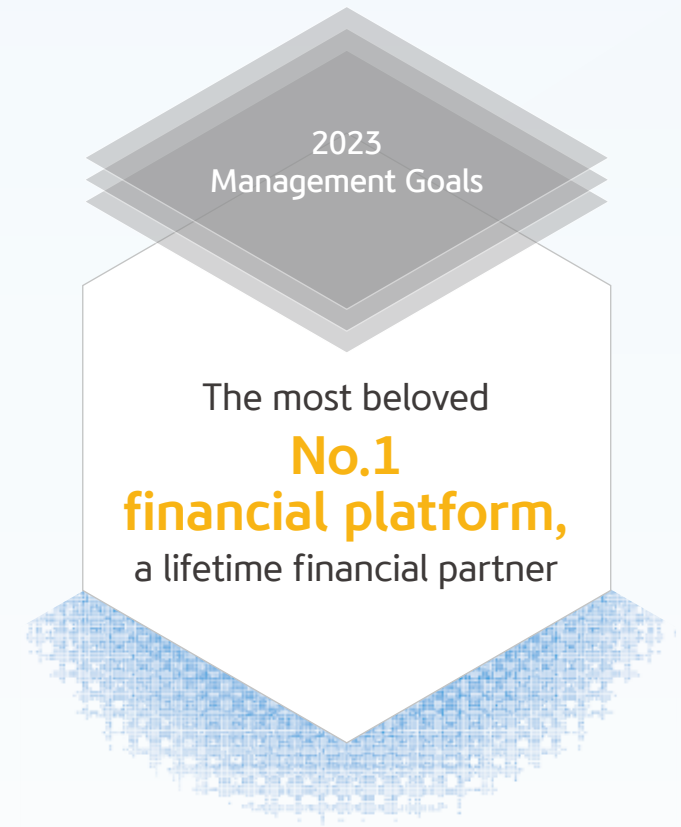 2023
Management Goals
The most beloved
No.1
financial platform,
a lifetime financial partner